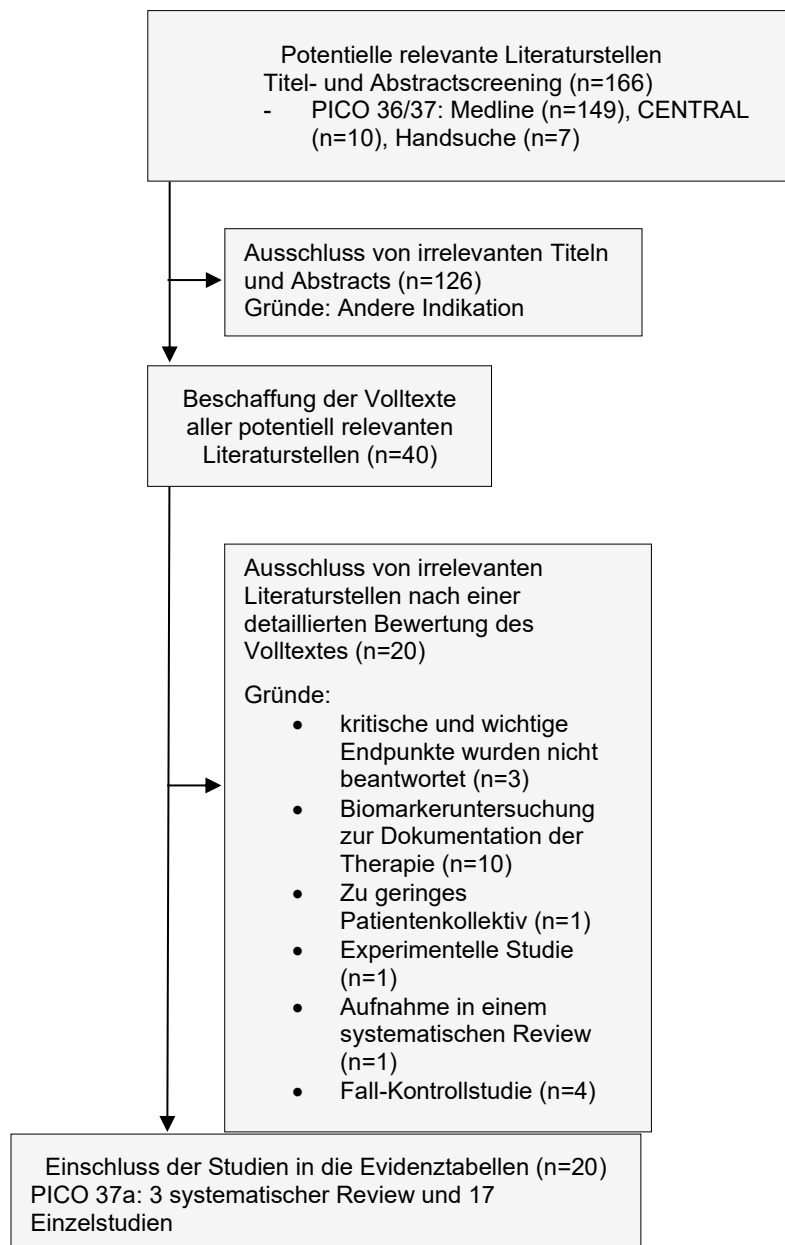 Potentielle relevante Literaturstellen
Titel- und Abstractscreening (n=166)
- PICO 36/37: Medline (n=149), CENTRAL
(n=10), Handsuche (n=7)
Ausschluss von irrelevanten Titeln
und Abstracts (n=126)
Gründe: Andere Indikation
Beschaffung der Volltexte
aller potentiell relevanten
Literaturstellen (n=40)
Ausschluss von irrelevanten
Literaturstellen nach einer
detaillierten Bewertung des
Volltextes (n=20)
Gründe:
• kritische und wichtige
Endpunkte wurden nicht
beantwortet (n=3)
• Biomarkeruntersuchung
zur Dokumentation der
Therapie (n=10)
• Zu geringes
Patientenkollektiv (n=1)
• Experimentelle Studie
(n=1)
• Aufnahme in einem
systematischen Review
(n=1)
• Fall-Kontrollstudie (n=4)
Einschluss der Studien in die Evidenztabellen (n=20)
PICO 37a: 3 systematischer Review und 17
Einzelstudien